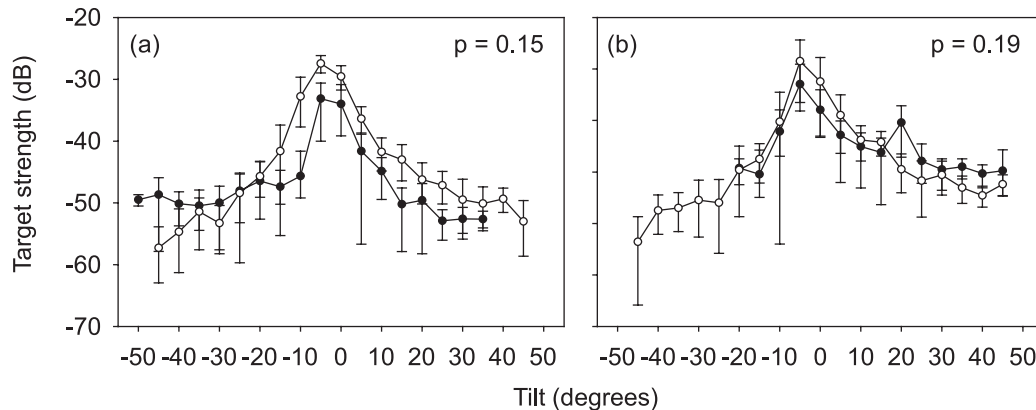 -20
-30
-40
-50
-60
-70
Target strength (dB)
(a) p = 0.15
(b) p = 0.19
-50 -40 -30 -20 -10 0 10 20 30 40 50
-50 -40 -30 -20 -10 0 10 20 30 40 50
Tilt (degrees)